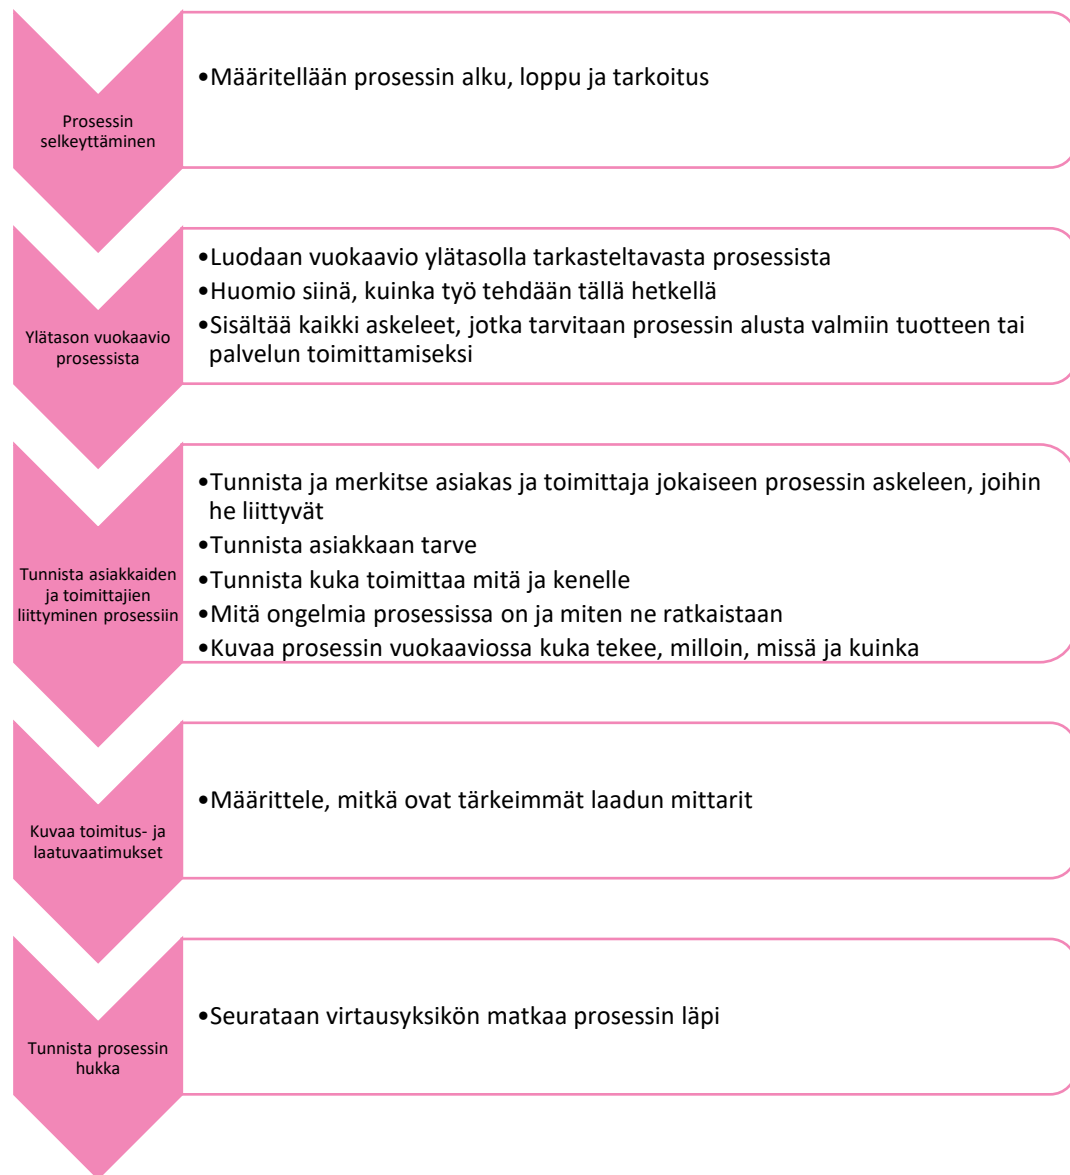 Prosessin
selkeyttäminen
•Määritellään prosessin alku, loppu ja tarkoitus
Ylätason vuokaavio
prosessista
•Luodaan vuokaavio ylätasolla tarkasteltavasta prosessista
•Huomio siinä, kuinka työ tehdään tällä hetkellä
•Sisältää kaikki askeleet, jotka tarvitaan prosessin alusta valmiin tuotteen tai
palvelun toimittamiseksi
Tunnista asiakkaiden
ja toimittajien
liittyminen prosessiin
•Tunnista ja merkitse asiakas ja toimittaja jokaiseen prosessin askeleen, joihin
he liittyvät
•Tunnista asiakkaan tarve
•Tunnista kuka toimittaa mitä ja kenelle
•Mitä ongelmia prosessissa on ja miten ne ratkaistaan
•Kuvaa prosessin vuokaaviossa kuka tekee, milloin, missä ja kuinka
Kuvaa toimitus- ja
laatuvaatimukset
•Määrittele, mitkä ovat tärkeimmät laadun mittarit
Tunnista prosessin
hukka
•Seurataan virtausyksikön matkaa prosessin läpi